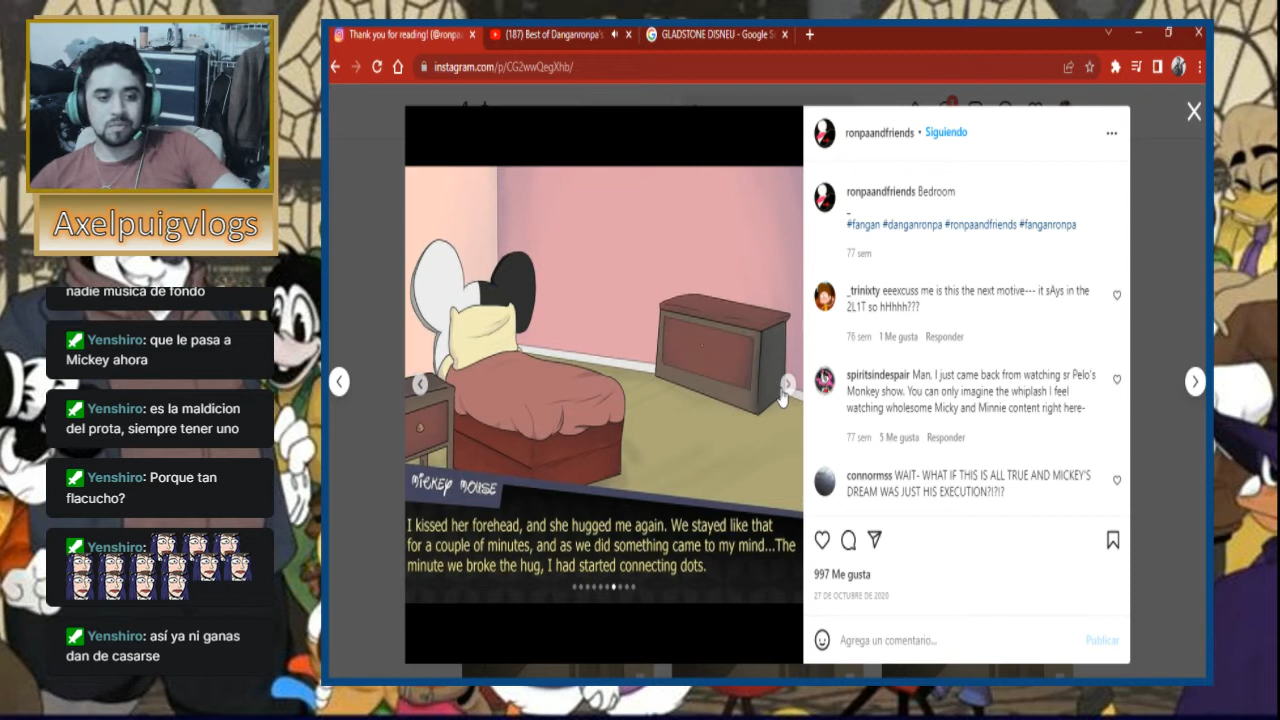 Axelpuigvlogs
nadie musica de fondo
Yenshiro: que le pasa a
Mickey ahora
Yenshiro: es la maldicion
del prota, siempre tener uno
Yenshiro: Porque tan
flacucho?
Yenshiro:
Yenshiro: así ya ni ganas
dan de casarse
Thank you for reading! (@ronpa
(187) Best of Danganronpa's
GLADSTONE DISNEU - Google S
instagram.com/p/CG2wwQegXhb/
MICKEY MOUSE
I kissed her forehead, and she hugged me again. We stayed like that
for a couple of minutes, and as we did something came to my mind...The
minute we broke the hug, I had started connecting dots.
ronpaandfriends • Siguiendo
ronpaandfriends Bedroom
_
#fangan #danganronpa #ronpaandfriends #fanganronpa
77 sem
_trinixty eeexcuss me is this the next motive--- it sAys in the
2L1T so hHhhh???
76 sem 1 Me gusta Responder
spiritsindespair Man, I just came back from watching sr Pelo's
Monkey show. You can only imagine the whiplash I feel
watching wholesome Micky and Minnie content right here-
77 sem 5 Me gusta Responder
connormss WAIT- WHAT IF THIS IS ALL TRUE AND MICKEY'S
DREAM WAS JUST HIS EXECUTION?!?!?
997 Me gusta
27 DE OCTUBRE DE 2020
Agrega un comentario...
Publicar